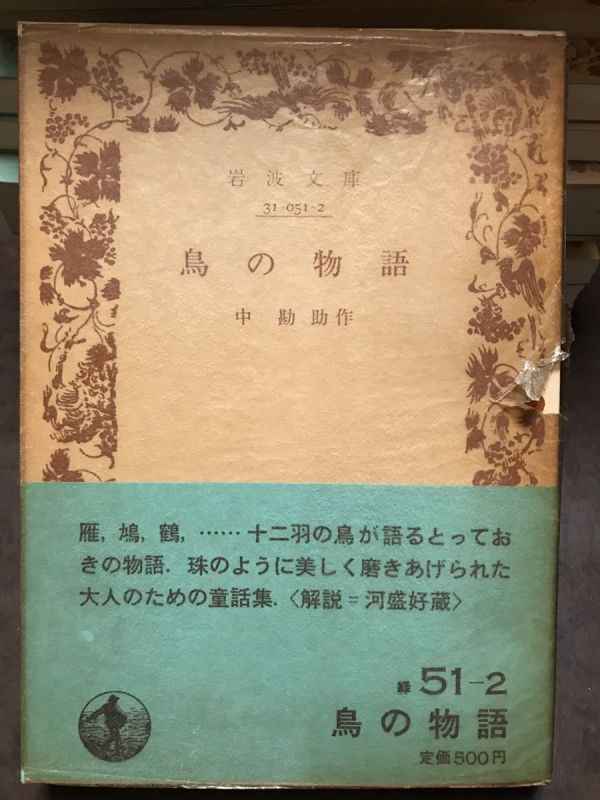 岩波文庫
31-051-2
鳥の物語
中勘助作
雁, 鳩, 鶴, ……十二羽の鳥が語るとってお
きの物語. 珠のように美しく磨きあげられた
大人のための童話集.〈解説=河盛好蔵〉
緑 51-2
鳥の物語
定価500円